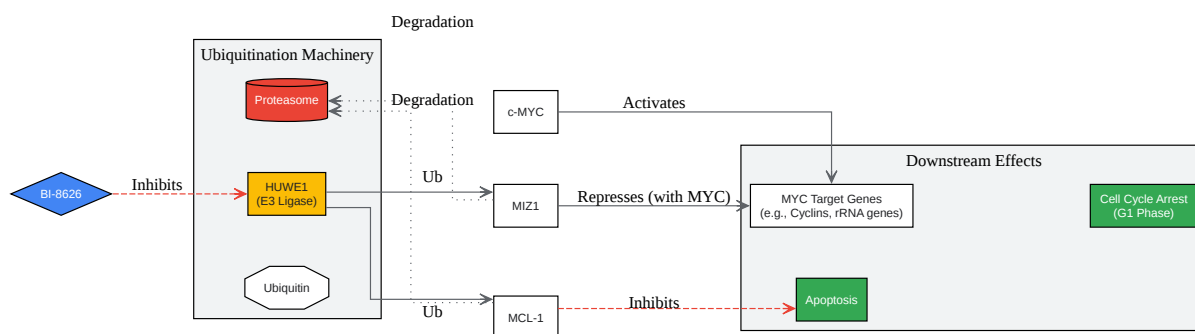 Degradation
Ubiquitination Machinery
Proteasome
Degradation
c-MYC
Activates
Downstream Effects
BI-8626
Inhibits
HUWE1
(E3 Ligase)
Ub
MIZ1
Represses (with MYC)
MYC Target Genes
(e.g., Cyclins, rRNA genes)
Cell Cycle Arrest
(G1 Phase)
Ubiquitin
Ub
MCL-1
Inhibits
Apoptosis